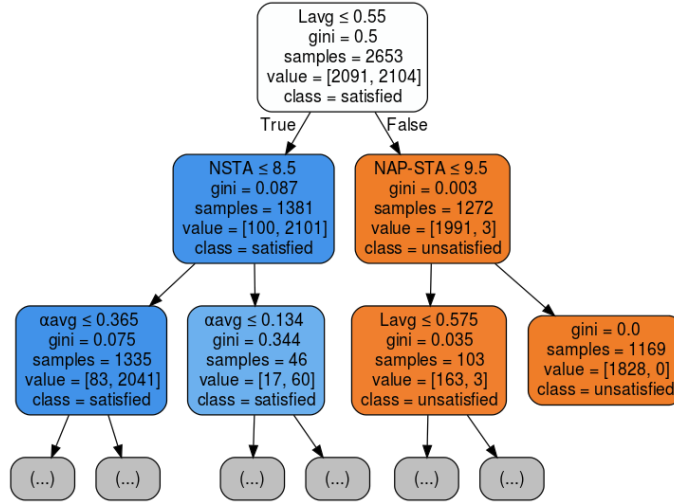 Lavg ≤ 0.55
gini = 0.5
samples = 2653
value = [2091, 2104]
class = satisfied
True
False
NSTA ≤ 8.5
gini = 0.087
samples = 1381
value = [100, 2101]
class = satisfied
NAP-STA ≤ 9.5
gini = 0.003
samples = 1272
value = [1991, 3]
class = unsatisfied
αavg ≤ 0.365
gini = 0.075
samples = 1335
value = [83, 2041]
class = satisfied
αavg ≤ 0.134
gini = 0.344
samples = 46
value = [17, 60]
class = satisfied
Lavg ≤ 0.575
gini = 0.035
samples = 103
value = [163, 3]
class = unsatisfied
gini = 0.0
samples = 1169
value = [1828, 0]
class = unsatisfied
(...)
(...)
(...)
(...)
(...)
(...)